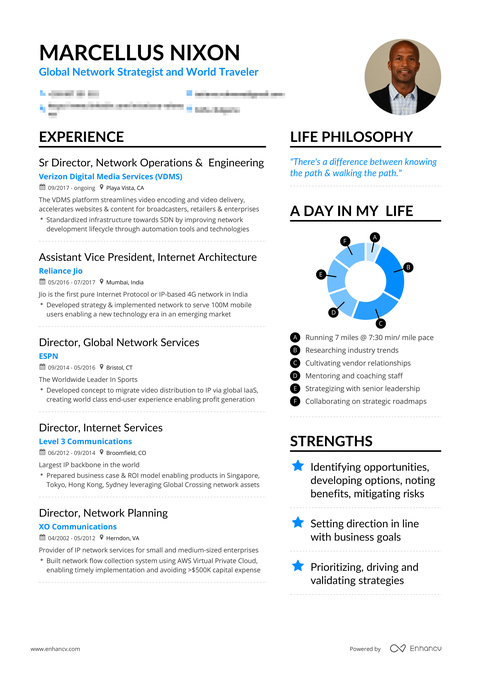 MARCELLUS NIXON
Global Network Strategist and World Traveler
EXPERIENCE
Sr Director, Network Operations & Engineering
Verizon Digital Media Services (VDMS)
09/2017 - ongoing Playa Vista, CA
The VDMS platform streamlines video encoding and video delivery,
accelerates websites & content for broadcasters, retailers & enterprises
* Standardized infrastructure towards SDN by improving network
development lifecycle through automation tools and technologies
Assistant Vice President, Internet Architecture
Reliance Jio
05/2016 - 07/2017 Mumbai, India
Jio is the first pure Internet Protocol or IP-based 4G network in India
* Developed strategy & implemented network to serve 100M mobile
users enabling a new technology era in an emerging market
Director, Global Network Services
ESPN
09/2014 - 05/2016 Bristol, CT
The Worldwide Leader In Sports
* Developed concept to migrate video distribution to IP via global IaaS,
creating world class end-user experience enabling profit generation
Director, Internet Services
Level 3 Communications
06/2012 - 09/2014 Broomfield, CO
Largest IP backbone in the world
* Prepared business case & ROI model enabling products in Singapore,
Tokyo, Hong Kong, Sydney leveraging Global Crossing network assets
Director, Network Planning
XO Communications
04/2002 - 05/2012 Herndon, VA
Provider of IP network services for small and medium-sized enterprises
* Built network flow collection system using AWS Virtual Private Cloud,
enabling timely implementation and avoiding >$500K capital expense
LIFE PHILOSOPHY
"There's a difference between knowing
the path & walking the path."
A DAY IN MY LIFE
A
B
C
D
E
F
A Running 7 miles @ 7:30 min/ mile pace
B Researching industry trends
C Cultivating vendor relationships
D Mentoring and coaching staff
E Strategizing with senior leadership
F Collaborating on strategic roadmaps
STRENGTHS
Identifying opportunities,
developing options, noting
benefits, mitigating risks
Setting direction in line
with business goals
Prioritizing, driving and
validating strategies
www.enhancv.com
Powered by Enhancv